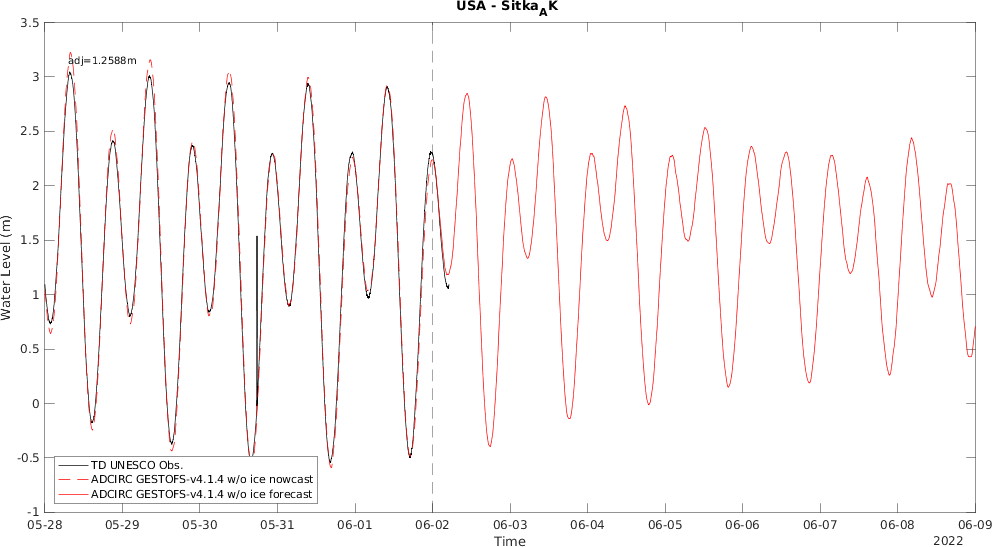 USA - Sitka_AK
adj=1.2588m
3.5
3
2.5
2
1.5
1
0.5
0
-0.5
-1
Water Level (m)
TD UNESCO Obs.
ADCIRC GESTOFS-v4.1.4 w/o ice nowcast
ADCIRC GESTOFS-v4.1.4 w/o ice forecast
05-28 05-29 05-30 05-31 06-01 06-02 06-03 06-04 06-05 06-06 06-07 06-08 06-09
Time
2022